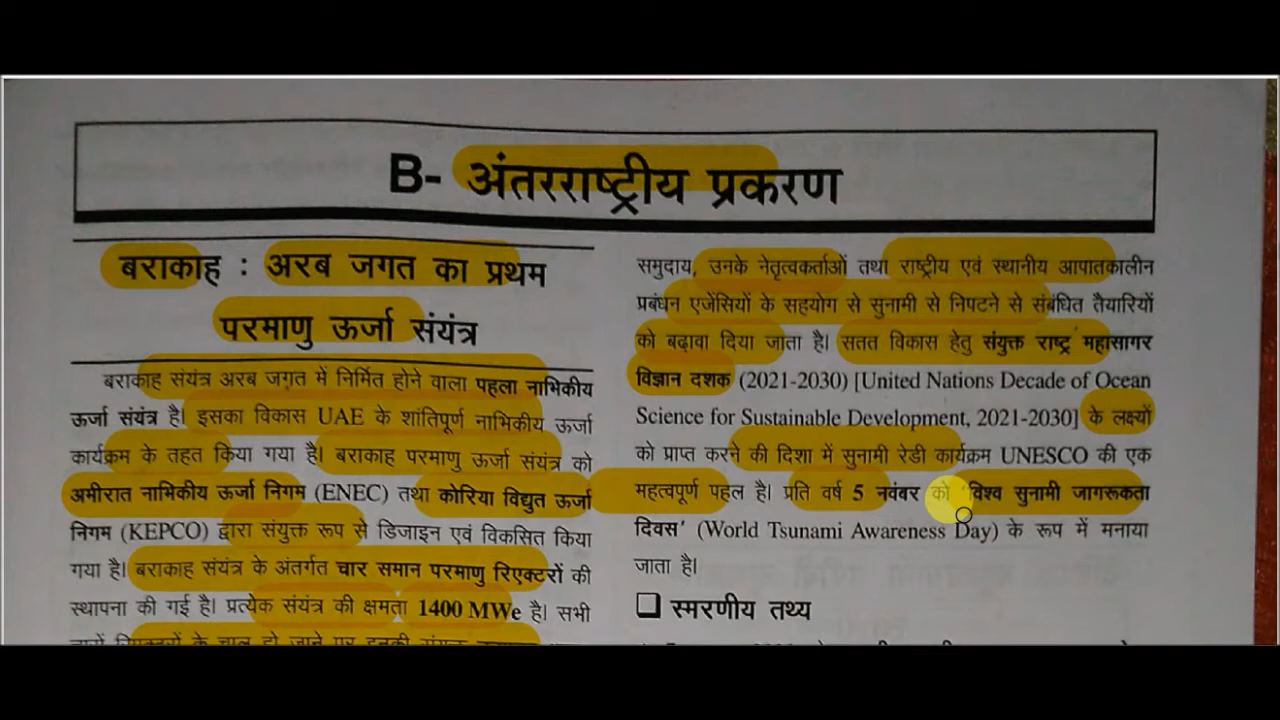 B- अंतरराष्ट्रीय प्रकरण
बराकाह : अरब जगत का प्रथम
परमाणु ऊर्जा संयंत्र
बराकाह संयंत्र अरब जगत में निर्मित होने वाला पहला नाभिकीय
ऊर्जा संयंत्र है। इसका विकास UAE के शांतिपूर्ण नाभिकीय ऊर्जा
कार्यक्रम के तहत किया गया है। बराकाह परमाणु ऊर्जा संयंत्र को
अमीरात नाभिकीय ऊर्जा निगम (ENEC) तथा कोरिया विद्युत ऊर्जा
निगम (KEPCO) द्वारा संयुक्त रूप से डिजाइन एवं विकसित किया
गया है। बराकाह संयंत्र के अंतर्गत चार समान परमाणु रिएक्टरों की
स्थापना की गई है। प्रत्येक संयंत्र की क्षमता 1400 MWe है। सभी
समुदाय, उनके नेतृत्वकर्ताओं तथा राष्ट्रीय एवं स्थानीय आपातकालीन
प्रबंधन एजेंसियों के सहयोग से सुनामी से निपटने से संबंधित तैयारियों
को बढ़ावा दिया जाता है। सतत विकास हेतु संयुक्त राष्ट्र महासागर
विज्ञान दशक (2021-2030) [United Nations Decade of Ocean
Science for Sustainable Development, 2021-2030] के लक्ष्यों
को प्राप्त करने की दिशा में सुनामी रेडी कार्यक्रम UNESCO की एक
महत्वपूर्ण पहल है। प्रति वर्ष 5 नवंबर को 'विश्व सुनामी जागरूकता
दिवस' (World Tsunami Awareness Day) के रूप में मनाया
जाता है।
स्मरणीय तथ्य